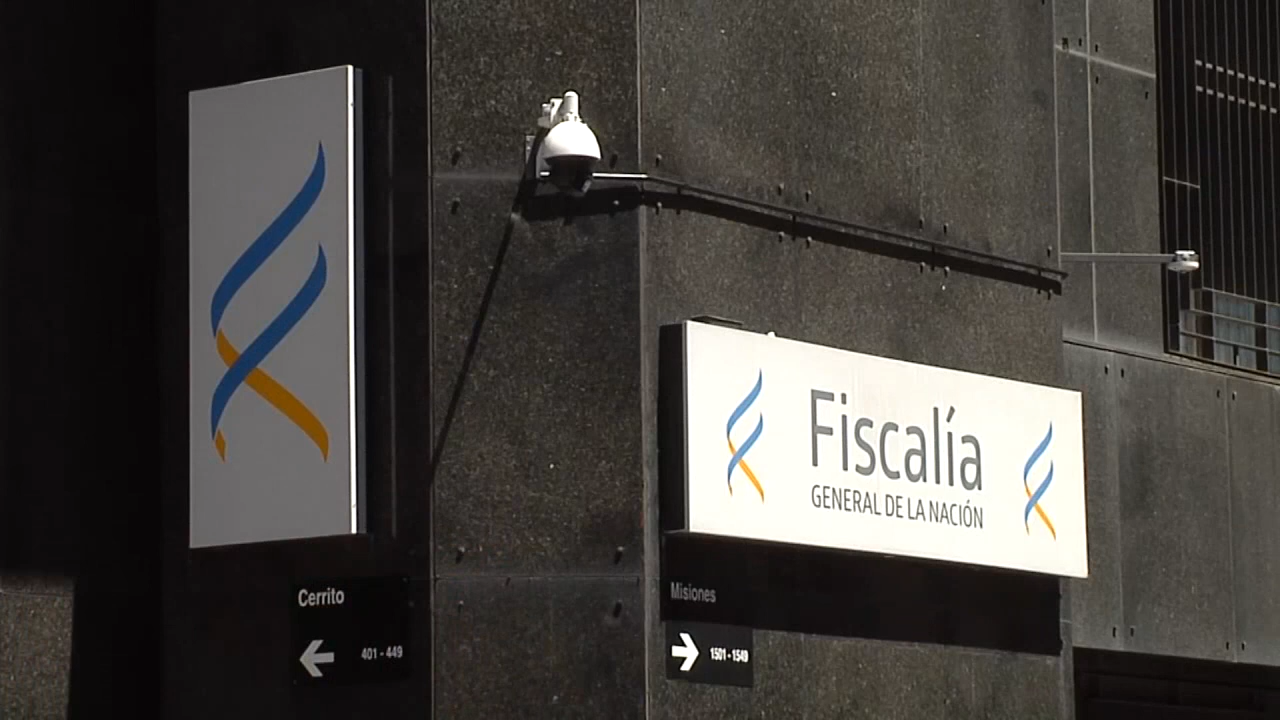 Fiscalía
GENERAL DE LA NACIÓN
Cerrito
401 - 449
Misiones
1501 - 1549